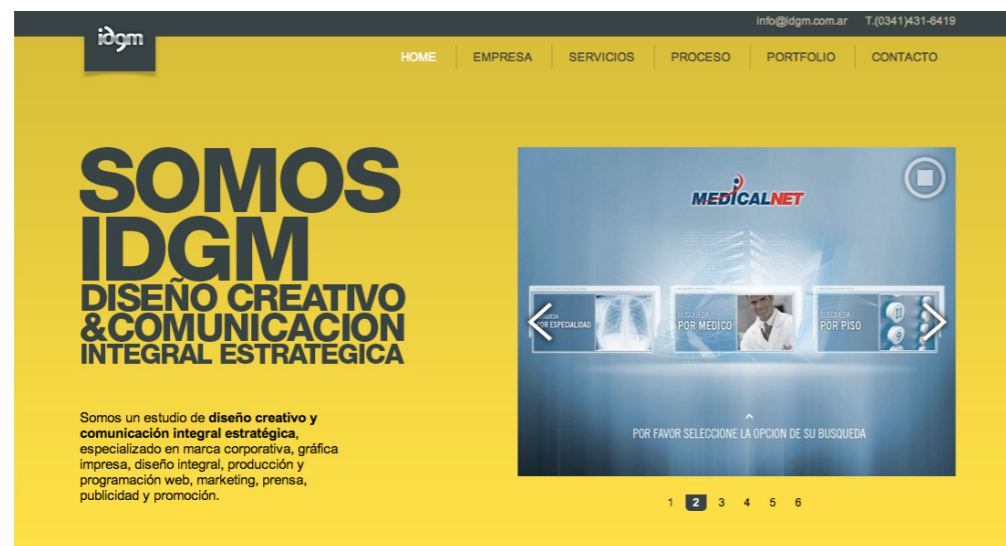 info@idgm.com.ar T.(0341)431-6419
idgm
HOME EMPRESA SERVICIOS PROCESO PORTFOLIO CONTACTO
SOMOS
IDGM
DISEÑO CREATIVO
&COMUNICACION
INTEGRAL ESTRATEGICA
Somos un estudio de diseño creativo y
comunicación integral estratégica,
especializado en marca corporativa, gráfica
impresa, diseño integral, producción y
programación web, marketing, prensa,
publicidad y promoción.
MEDICALNET
BUSQUEDA
POR ESPECIALIDAD
BUSQUEDA
POR MEDICO
BUSQUEDA
POR PISO
11
9
POR FAVOR SELECCIONE LA OPCION DE SU BUSQUEDA
1 2 3 4 5 6